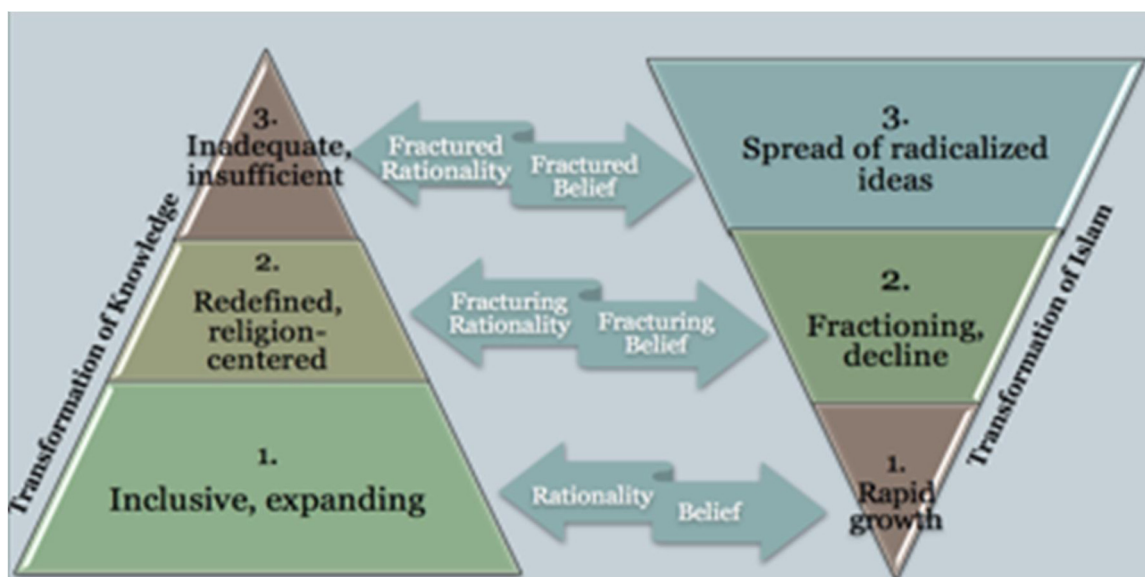 Transformation of Knowledge
3.
Inadequate,
insufficient
2.
Redefined,
religion-
centered
1.
Inclusive, expanding
Fractured
Rationality
Fractured
Belief
Fracturing
Rationality
Fracturing
Belief
Rationality
Belief
3.
Spread of radicalized
ideas
2.
Fractioning,
decline
1.
Rapid
growth
Transformation of Islam